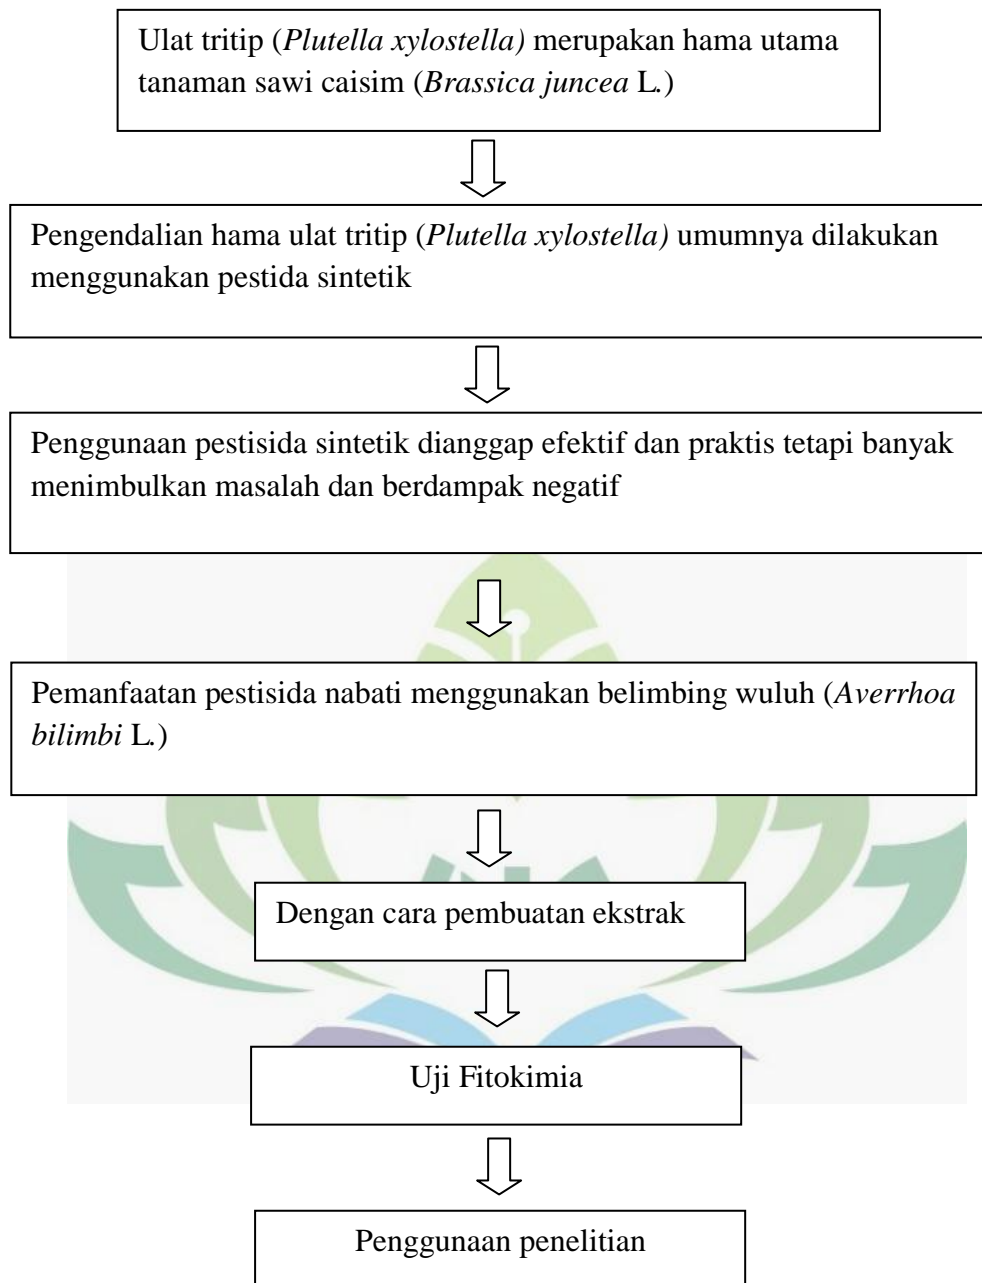 Ulat tritip (Plutella xylostella) merupakan hama utama
tanaman sawi caisim (Brassica juncea L.)
Pengendalian hama ulat tritip (Plutella xylostella) umumnya dilakukan
menggunakan pestida sintetik
Penggunaan pestisida sintetik dianggap efektif dan praktis tetapi banyak
menimbulkan masalah dan berdampak negatif
Pemanfaatan pestisida nabati menggunakan belimbing wuluh (Averrhoa
bilimbi L.)
Dengan cara pembuatan ekstrak
Uji Fitokimia
Penggunaan penelitian